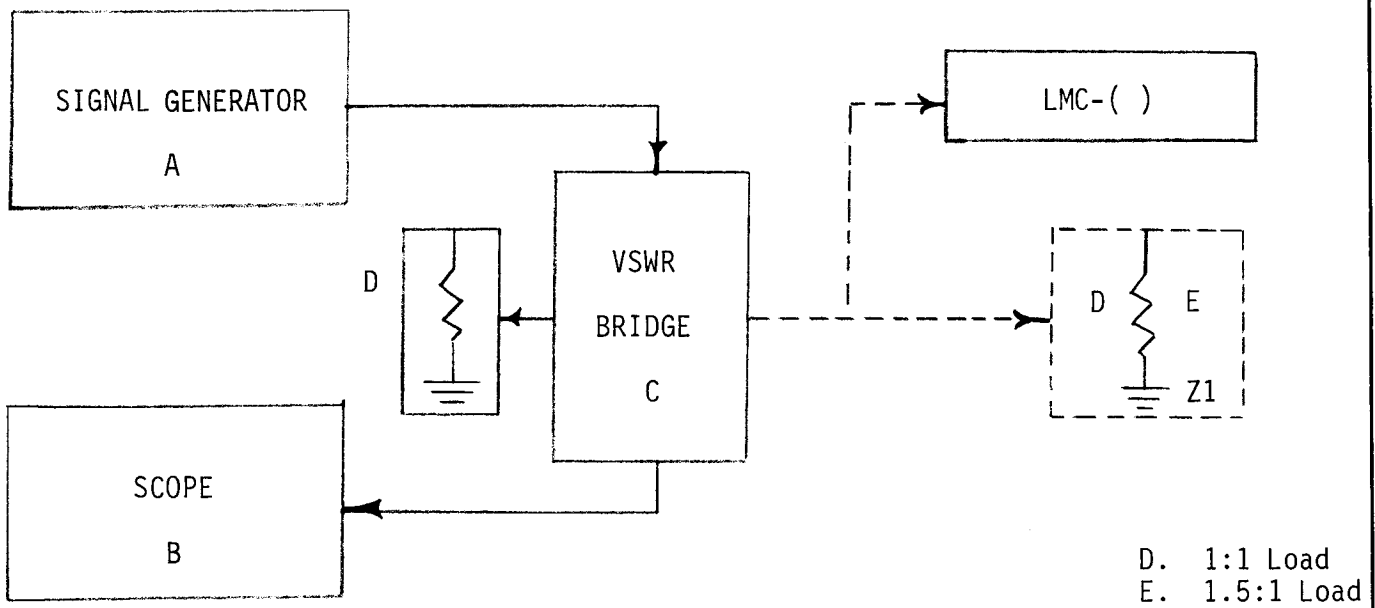 SIGNAL GENERATOR
A
LMC-( )
D
VSWR
BRIDGE
C
D
E
Z1
SCOPE
B
D. 1:1 Load
E. 1.5:1 Load